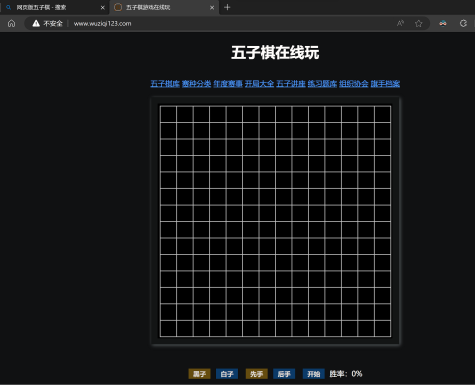 网页版五子棋 - 搜索
五子棋游戏在线玩
不安全 www.wuziqi123.com
五子棋在线玩
五子棋库 赛种分类 年度赛事 开局大全 五子讲座 练习题库 组织协会 旗手档案
黑子 白子 先手 后手 开始 胜率：0%